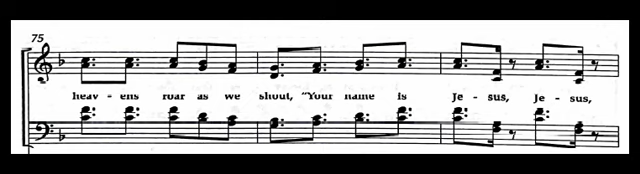 75
heav - ens roar as we shout, "Your name is Je - sus, Je - sus,